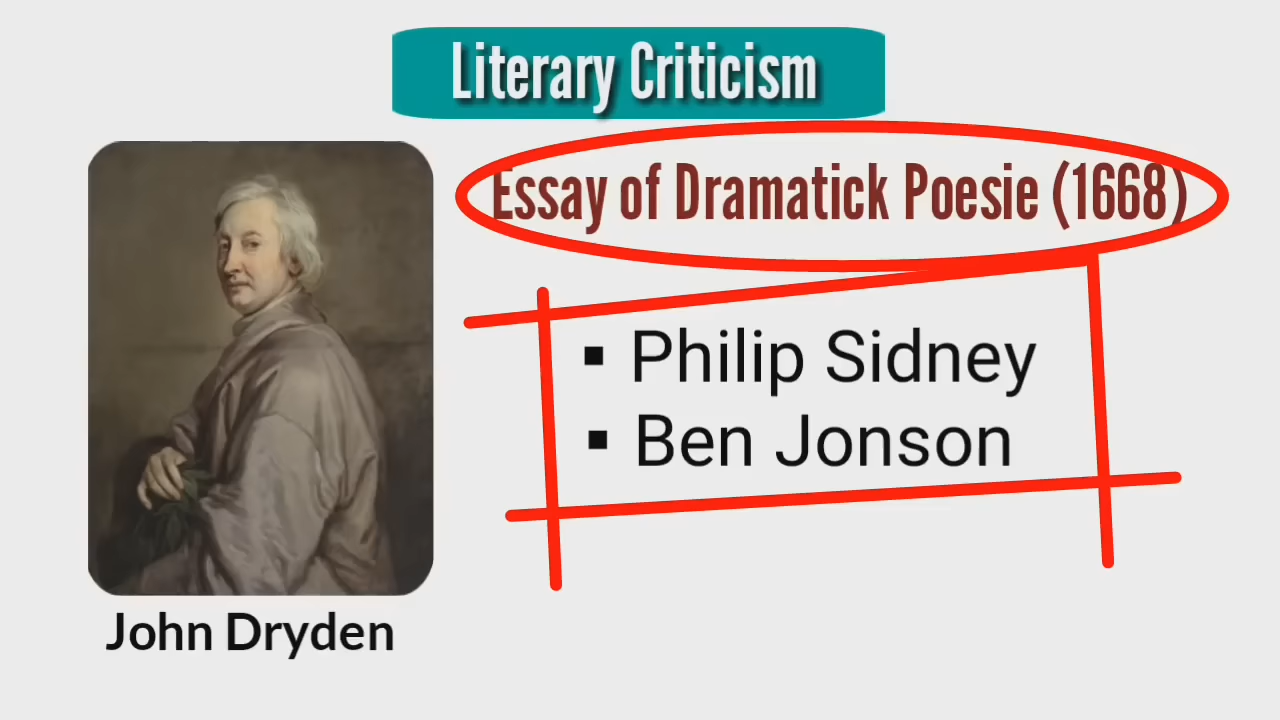 Literary Criticism
Essay of Dramatick Poesie (1668)
▪ Philip Sidney
▪ Ben Jonson
John Dryden